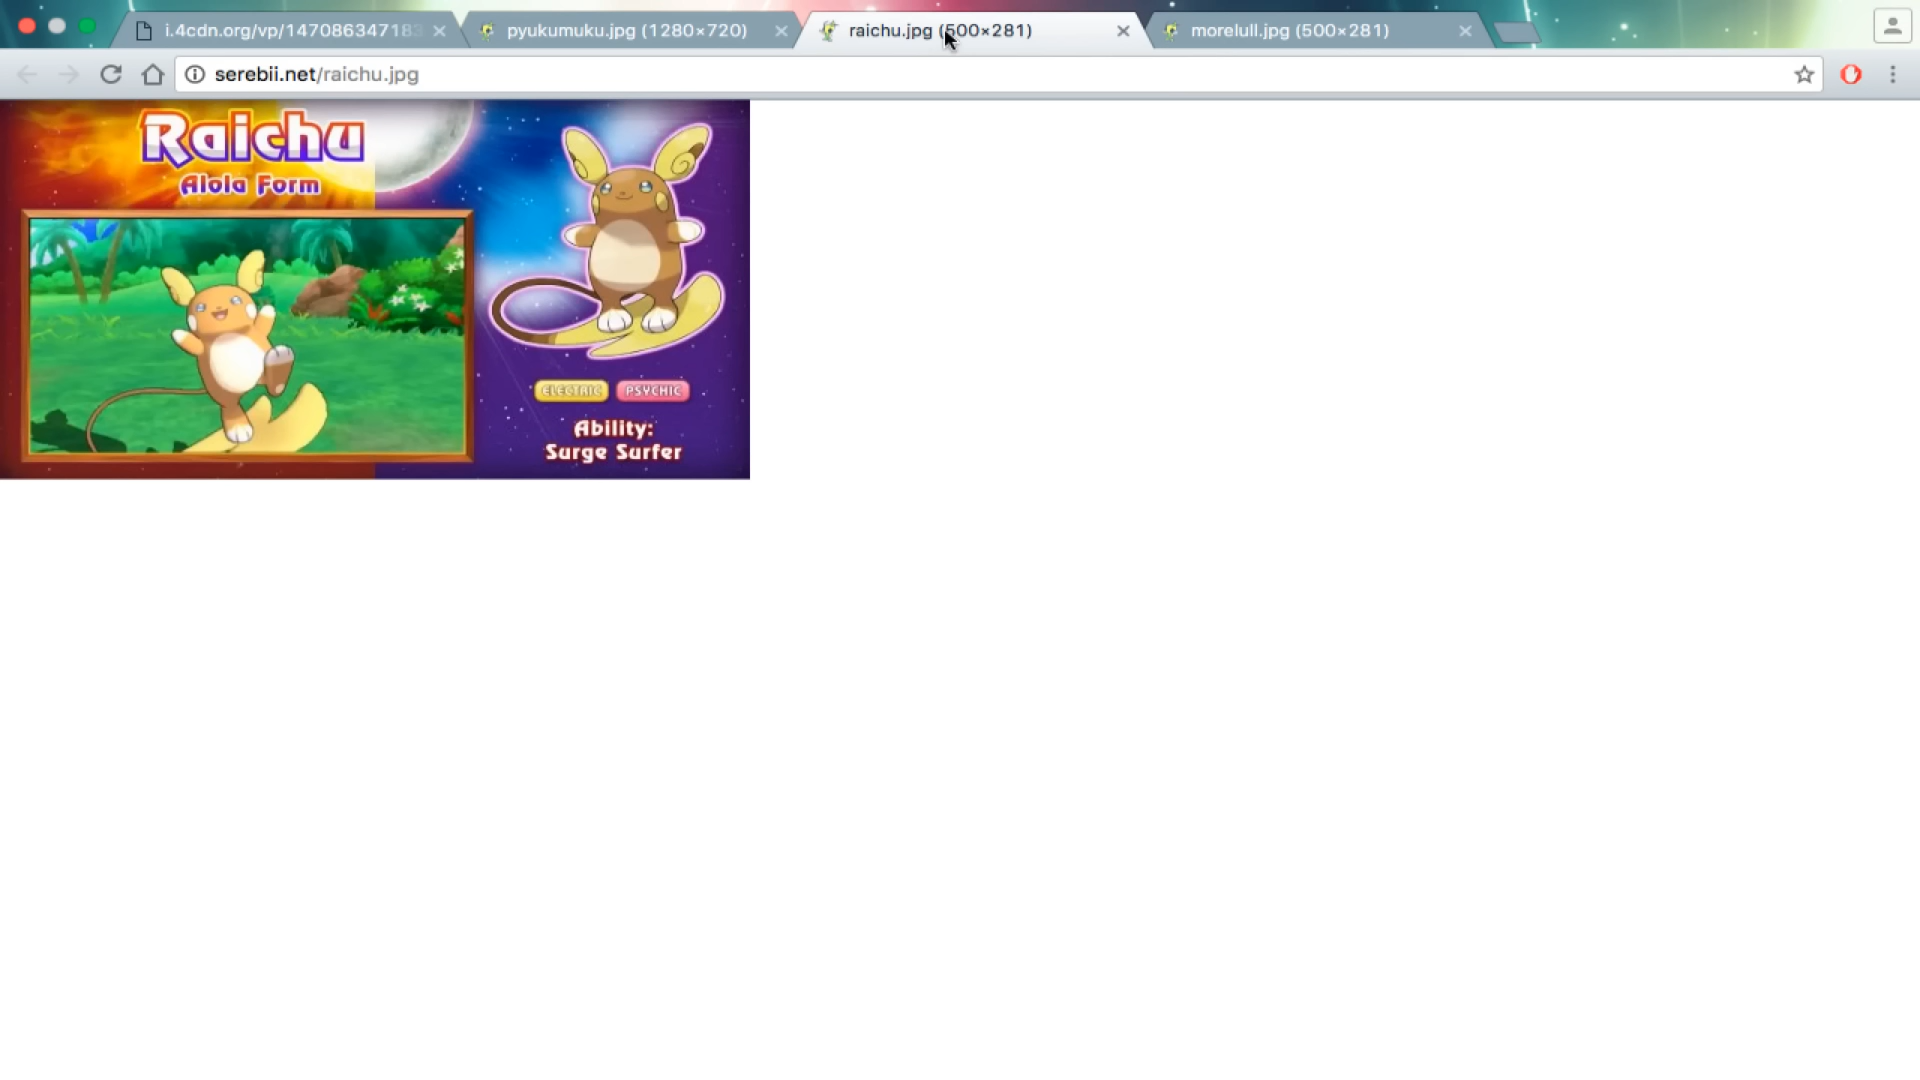 i.4cdn.org/vp/147086347183
pyukumuku.jpg (1280×720)
raichu.jpg (500×281)
morelull.jpg (500×281)
serebii.net/raichu.jpg
Raichu
Alola Form
ELECTRIC
PSYCHIC
Ability:
Surge Surfer